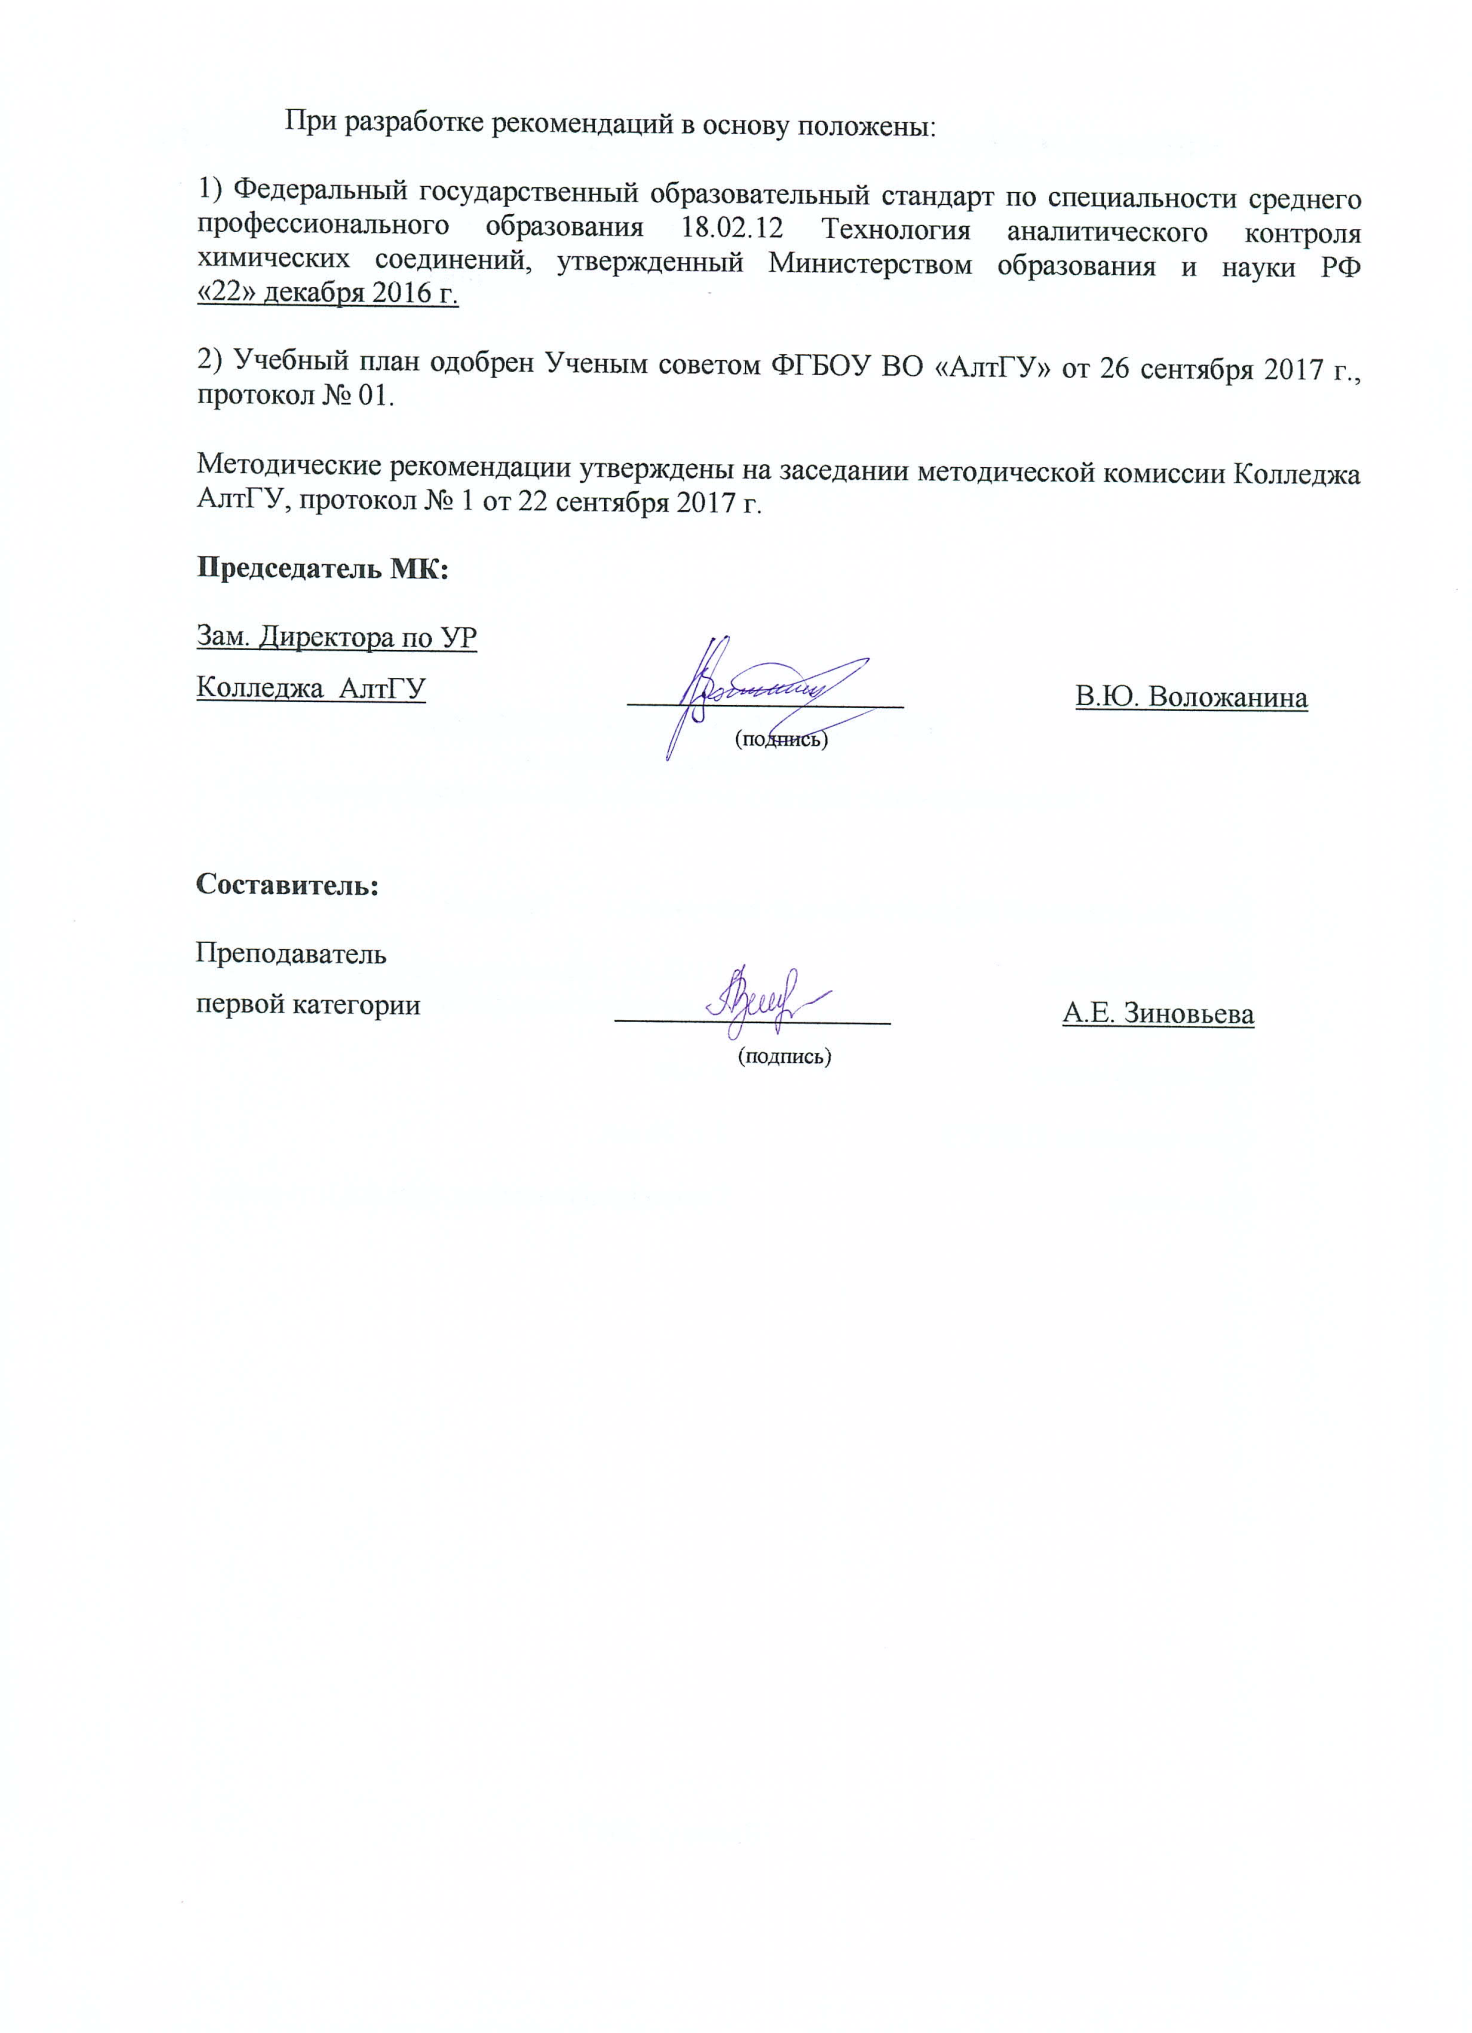 При разработке рекомендаций в основу положены:
1) Федеральный государственный образовательный стандарт по специальности среднего
профессионального образования 18.02.12 Технология аналитического контроля
химических соединений, утвержденный Министерством образования и науки РФ
«22» декабря 2016 г.
2) Учебный план одобрен Ученым советом ФГБОУ ВО «АлтГУ» от 26 сентября 2017 г.,
протокол № 01.
Методические рекомендации утверждены на заседании методической комиссии Колледжа
АлтГУ, протокол № 1 от 22 сентября 2017 г.
Председатель МК:
Зам. Директора по УР
Колледжа АлтГУ В.Ю. Воложанина
(подпись)
Составитель:
Преподаватель
первой категории А.Е. Зиновьева
(подпись)